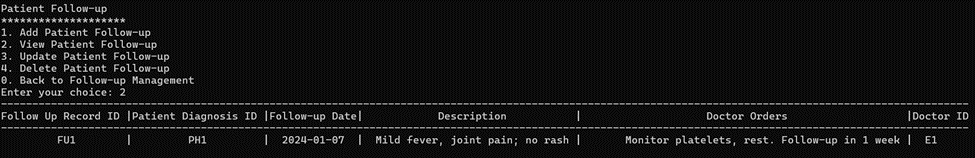 Patient Follow-up
********************
1. Add Patient Follow-up
2. View Patient Follow-up
3. Update Patient Follow-up
4. Delete Patient Follow-up
0. Back to Follow-up Management
Enter your choice: 2
Follow Up Record ID |Patient Diagnosis ID |Follow-up Date| Description | Doctor Orders |Doctor ID
FU1 | PH1 | 2024-01-07 | Mild fever, joint pain; no rash | Monitor platelets, rest. Follow-up in 1 week | E1